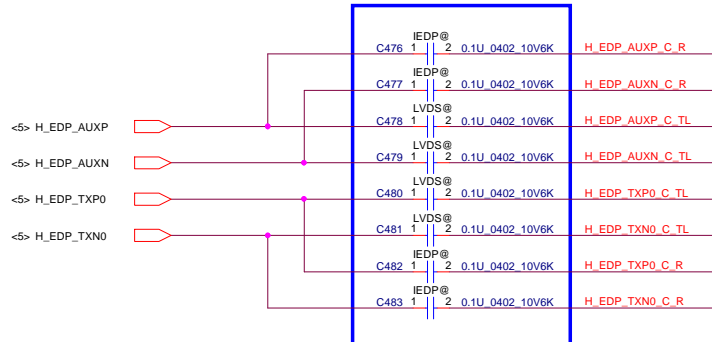 IEDP@
C476 1 2 0.1U_0402_10V6K H_EDP_AUXP_C_R
IEDP@
C477 1 2 0.1U_0402_10V6K H_EDP_AUXN_C_R
LVDS@
<5> H_EDP_AUXP C478 1 2 0.1U_0402_10V6K H_EDP_AUXP_C_TL
LVDS@
<5> H_EDP_AUXN C479 1 2 0.1U_0402_10V6K H_EDP_AUXN_C_TL
LVDS@
<5> H_EDP_TXP0 C480 1 2 0.1U_0402_10V6K H_EDP_TXP0_C_TL
LVDS@
<5> H_EDP_TXN0 C481 1 2 0.1U_0402_10V6K H_EDP_TXN0_C_TL
IEDP@
C482 1 2 0.1U_0402_10V6K H_EDP_TXP0_C_R
IEDP@
C483 1 2 0.1U_0402_10V6K H_EDP_TXN0_C_R